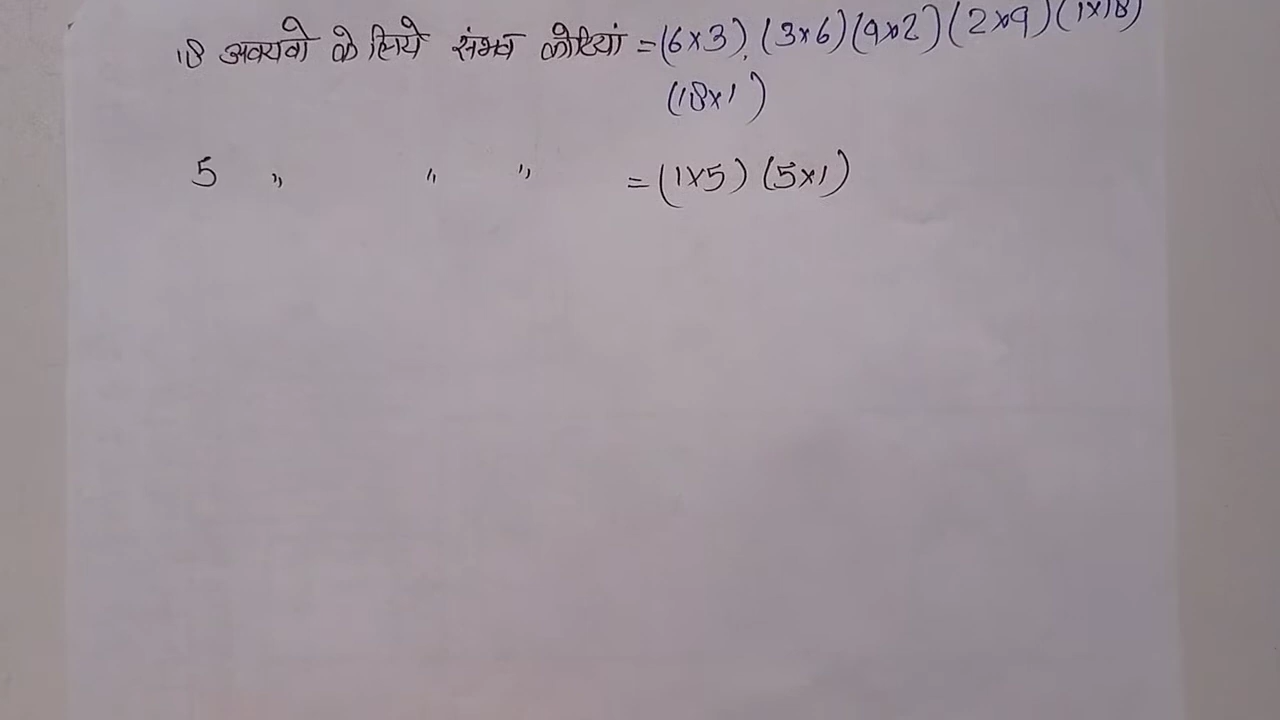 18 अवयवो के लिये संभव कोटियां = (6×3), (3×6) (9×2) (2×9) (1×18)
(18×1)
5 " " " = (1×5) (5×1)